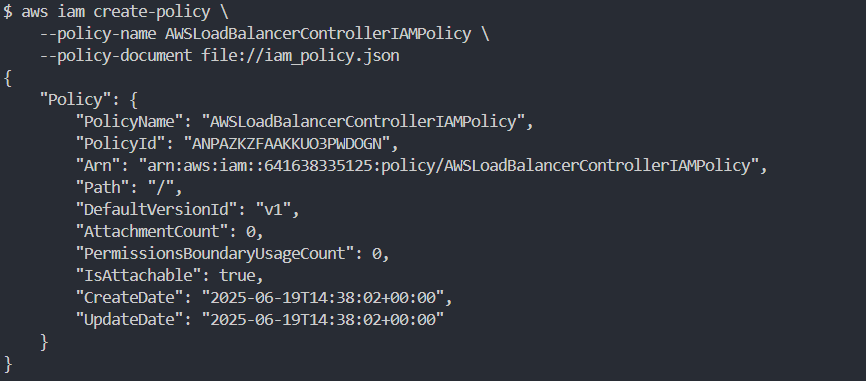 $ aws iam create-policy \
    --policy-name AWSLoadBalancerControllerIAMPolicy \
    --policy-document file://iam_policy.json
{
    "Policy": {
        "PolicyName": "AWSLoadBalancerControllerIAMPolicy",
        "PolicyId": "ANPAZKZFAAKKUO3PWDOGN",
        "Arn": "arn:aws:iam::641638335125:policy/AWSLoadBalancerControllerIAMPolicy",
        "Path": "/",
        "DefaultVersionId": "v1",
        "AttachmentCount": 0,
        "PermissionsBoundaryUsageCount": 0,
        "IsAttachable": true,
        "CreateDate": "2025-06-19T14:38:02+00:00",
        "UpdateDate": "2025-06-19T14:38:02+00:00"
    }
}